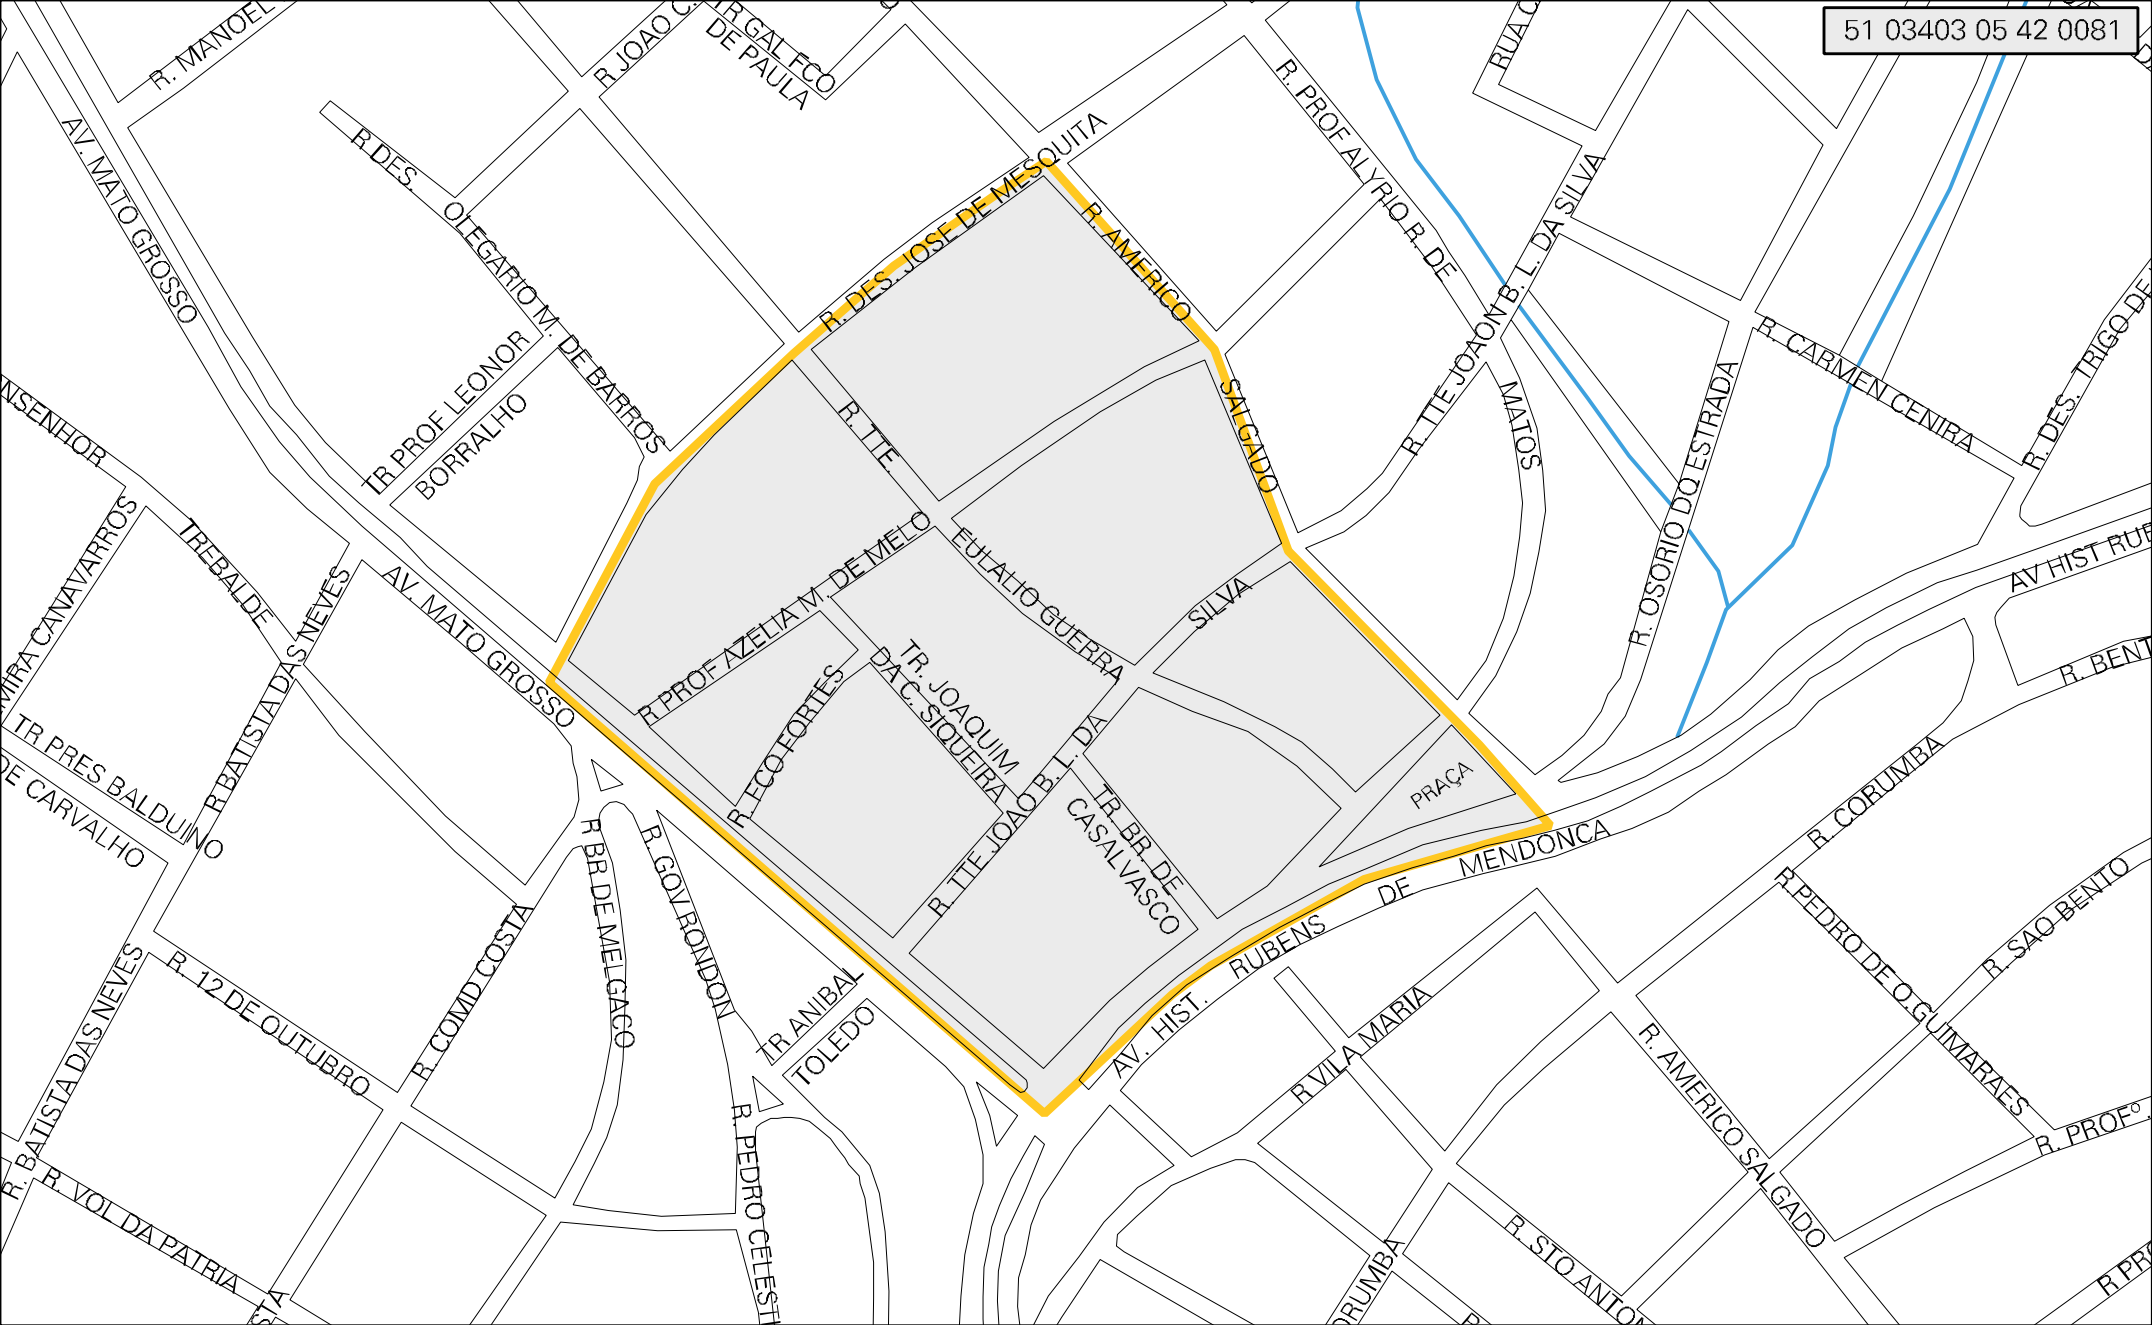 51 03403 05 42 0081
R. MANOEL
R JOAO C.
TR GAL FCO
DE PAULA
RUA C
R DES.
OLEGARIO M. DE BARROS
AV. MATO GROSSO
R. DES. JOSE DE MESQUITA
R. AMERICO
SALGADO
R. PROF ALYRIO R. DE
MATOS
R. TTE JOAON B. L. DA SILVA
R. CARMEN CENIRA
R. DES. TRIGO DE
R. OSORIO DO ESTRADA
TR PROF LEONOR
BORRALHO
NSENHOR
TREBALDE
MIRA CANAVARROS
R BATISTA DAS NEVES
AV. MATO GROSSO
R. TTE.
EULALIO GUERRA
R PROF AZELIA M. DE MELO
R. FCO FORTES
TR. JOAQUIM
DA C. SIQUEIRA
R. TTE JOAO B. L. DA
SILVA
TR. BR. DE
CASALVASCO
PRAÇA
AV HIST RUB
R. BENT
TR PRES BALDUINO
DE CARVALHO
R. CORUMBA
AV. HIST. RUBENS DE MENDONCA
R BR DE MELGACO
R. GOV RONDON
R. COMD COSTA
R. 12 DE OUTUBRO
R. BATISTA DAS NEVES
TR ANIBAL
TOLEDO
R VILA MARIA
R.PEDRO DE O.GUIMARAES
R. SAO BENTO
R. AMERICO SALGADO
R. PROFº.
R. VOL DA PATRIA
R. PEDRO CELESTI
R. STO ANTON
ORUMBA
STA
R PRO